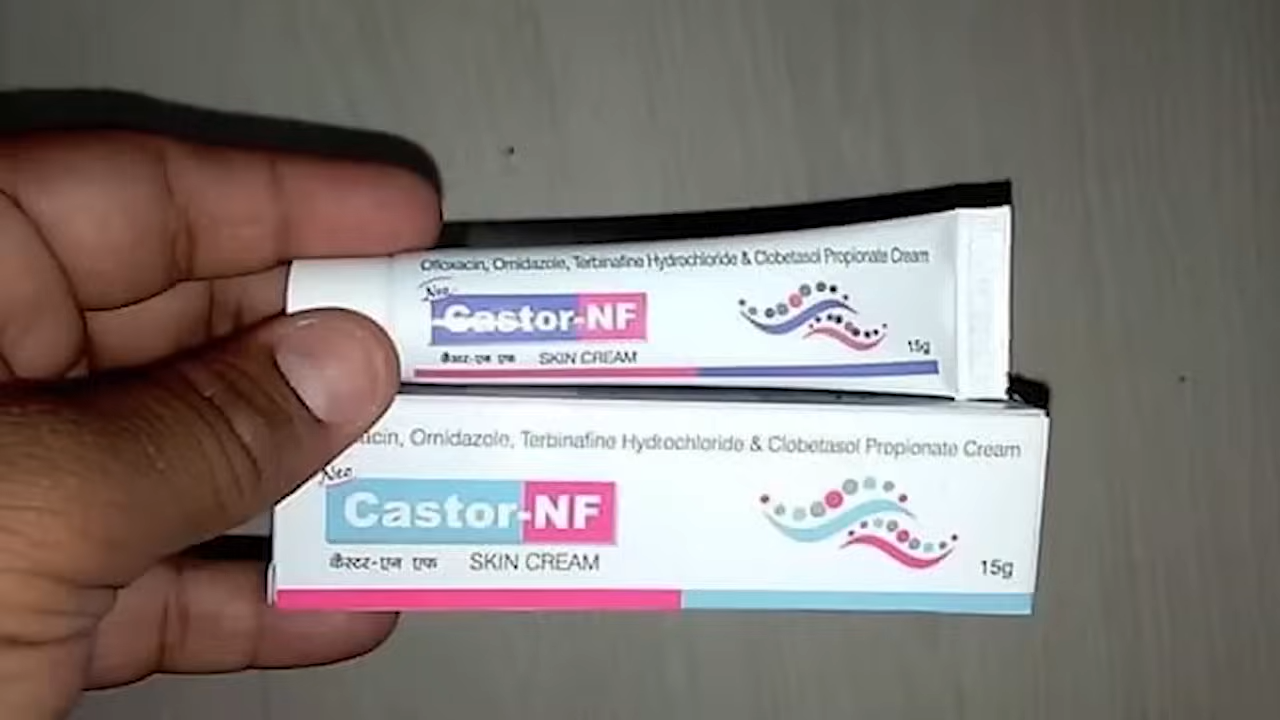 Ofloxacin, Ornidazole, Terbinafine Hydrochloride & Clobetasol Propionate Cream
Neo
Castor-NF
कैस्टर-एन एफ SKIN CREAM
15g
Ornidazole, Terbinafine Hydrochloride & Clobetasol Propionate Cream
Neo
Castor-NF
कैस्टर-एन एफ SKIN CREAM
15g